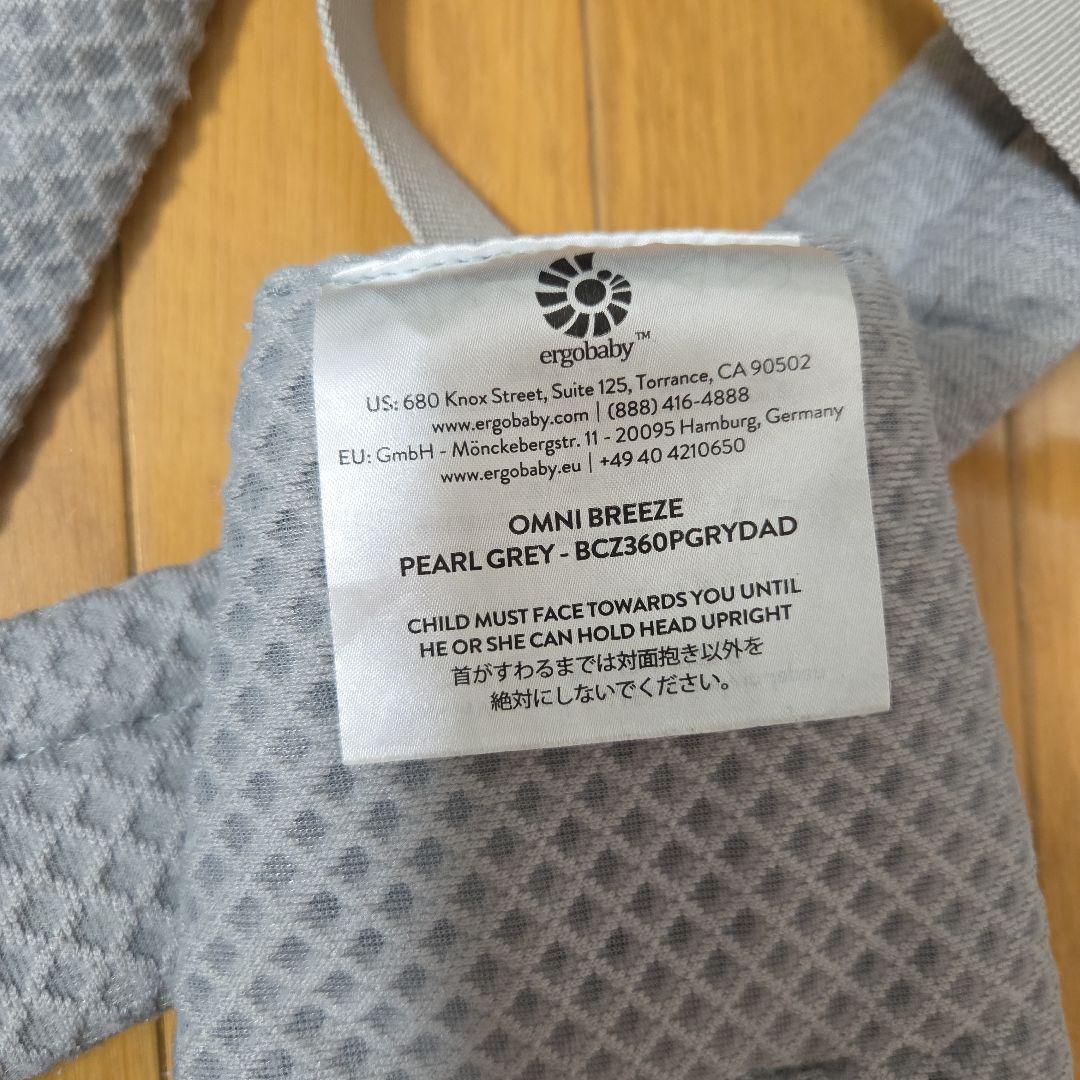 ergobaby™
US: 680 Knox Street, Suite 125, Torrance, CA 90502
www.ergobaby.com | (888) 416-4888
EU: GmbH - Mönckebergstr. 11 - 20095 Hamburg, Germany
www.ergobaby.eu | +49 40 4210650
OMNI BREEZE
PEARL GREY - BCZ360PGRYDAD
CHILD MUST FACE TOWARDS YOU UNTIL
HE OR SHE CAN HOLD HEAD UPRIGHT
首がすわるまでは対面抱き以外を
絶対にしないでください。